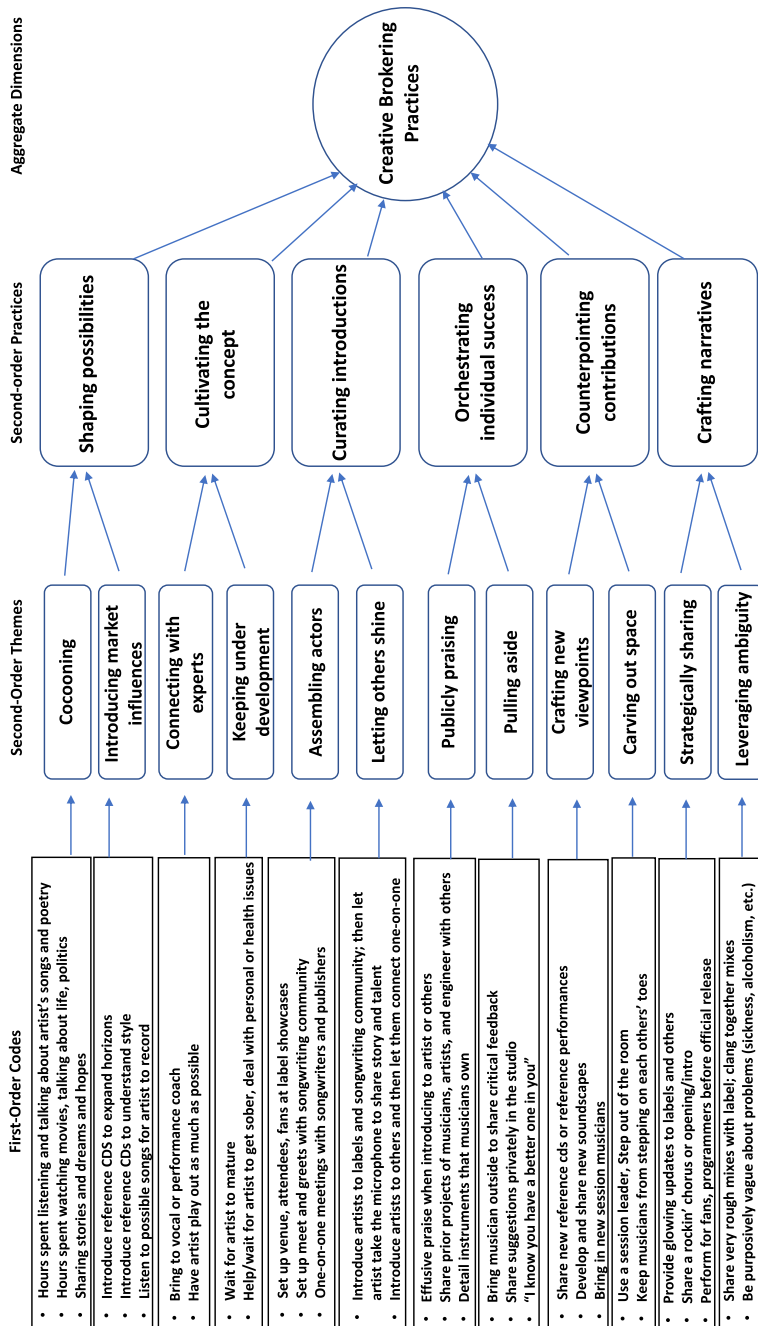 First-Order Codes
Second-Order Themes
Second-order Practices
Aggregate Dimensions
• Hours spent listening and talking about artist's songs and poetry
• Hours spent watching movies, talking about life, politics
• Sharing stories and dreams and hopes
• Introduce reference CDS to expand horizons
• Introduce reference CDs to understand style
• Listen to possible songs for artist to record
• Bring to vocal or performance coach
• Have artist play out as much as possible
• Wait for artist to mature
• Help/wait for artist to get sober, deal with personal or health issues
• Set up venue, attendees, fans at label showcases
• Set up meet and greets with songwriting community
• One-on-one meetings with songwriters and publishers
• Introduce artists to labels and songwriting community; then let
artist take the microphone to share story and talent
• Introduce artists to others and then let them connect one-on-one
• Effusive praise when introducing to artist or others
• Share prior projects of musicians, artists, and engineer with others
• Detail instruments that musicians own
• Bring musician outside to share critical feedback
• Share suggestions privately in the studio
• "I know you have a better one in you"
• Share new reference cds or reference performances
• Develop and share new soundscapes
• Bring in new session musicians
• Use a session leader, Step out of the room
• Keep musicians from stepping on each others' toes
• Provide glowing updates to labels and others
• Share a rockin' chorus or opening/intro
• Perform for fans, programmers before official release
• Share very rough mixes with label; clang together mixes
• Be purposively vague about problems (sickness, alcoholism, etc.)
Cocooning
Introducing market
influences
Connecting with
experts
Keeping under
development
Assembling actors
Letting others shine
Publicly praising
Pulling aside
Crafting new
viewpoints
Carving out space
Strategically sharing
Leveraging ambiguity
Shaping possibilities
Cultivating the
concept
Curating introductions
Orchestrating
individual success
Counterpointing
contributions
Crafting narratives
Creative Brokering
Practices